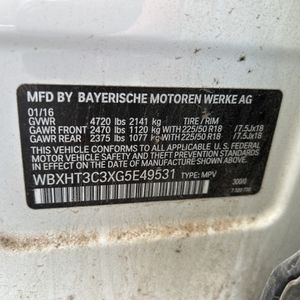 MFD BY BAYERISCHE MOTOREN WERKE AG
01/16
GVWR 4720 lbs 2141 kg TIRE / RIM
GAWR FRONT 2470 lbs 1120 kg WITH 225/50 R18 / 7.5Jx18
GAWR REAR 2375 lbs 1077 kg WITH 225/50 R18 / 7.5Jx18
THIS VEHICLE CONFORMS TO ALL APPLICABLE U. S. FEDERAL
MOTOR VEHICLE SAFETY, BUMPER, AND THEFT PREVENTION
STANDARDS IN EFFECT ON THE DATE OF MANUFACTURE SHOWN ABOVE.
WBXHT3C3XG5E49531 TYPE: MPV